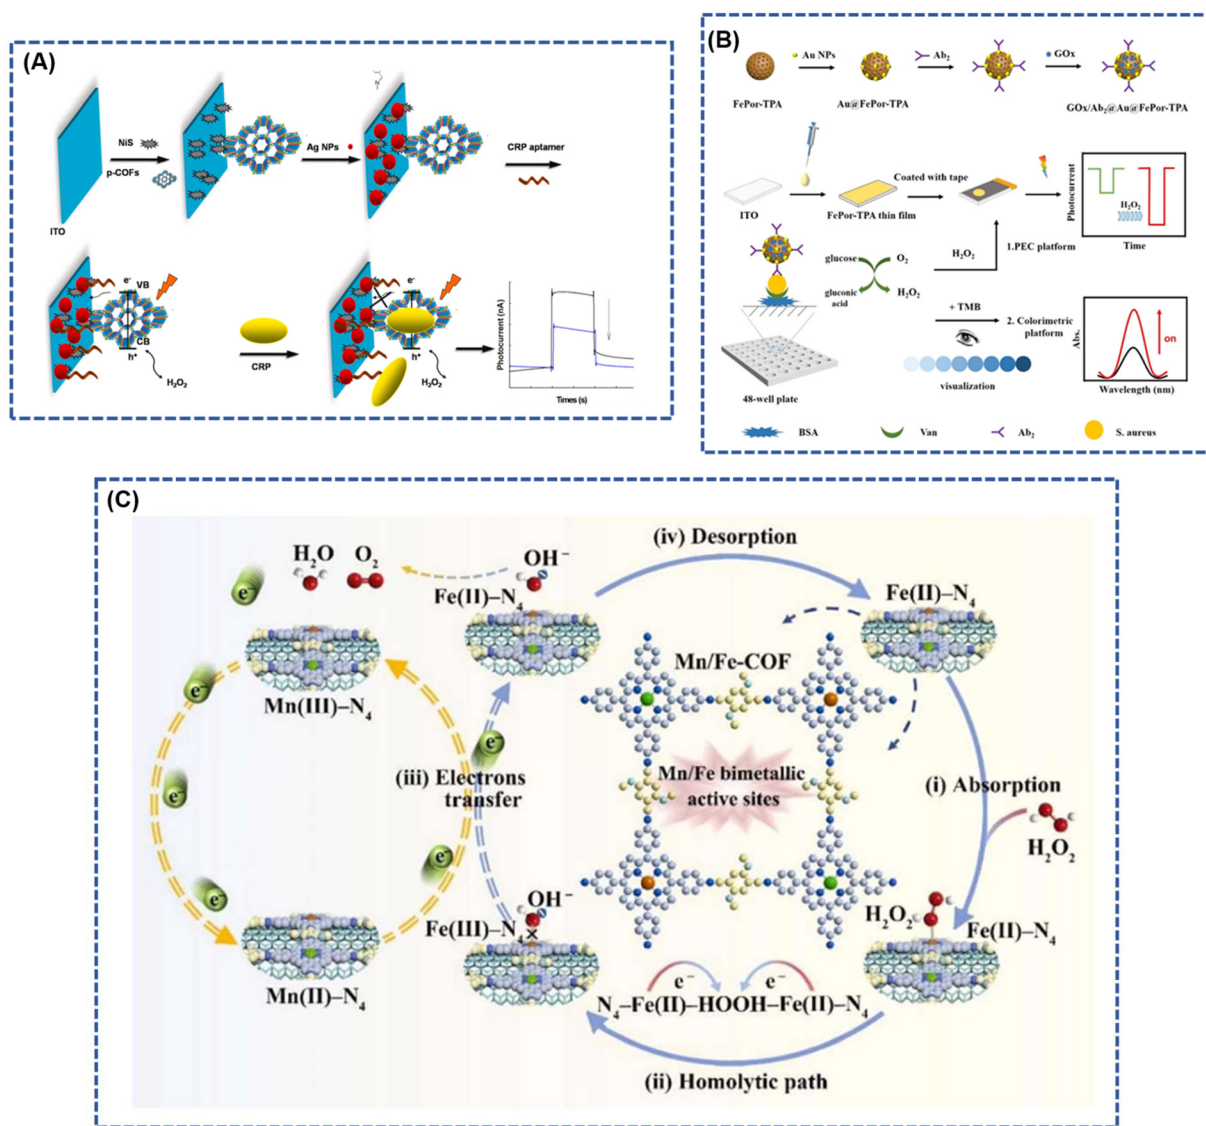 (A)
NiS
p-COFs
ITO
Ag NPs
CRP aptamer
e-
VB
CB
h+
H2O2
CRP
e-
h+
H2O2
Photocurrent (nA)
Times (s)
(B)
Au NPs
Ab2
GOx
FePor-TPA
Au@FePor-TPA
GOx/Ab2@Au@FePor-TPA
Coated with tape
ITO
FePor-TPA thin film
Photocurrent
H2O2
Time
glucose
O2
gluconic
acid
H2O2
H2O2
1.PEC platform
+ TMB
2. Colorimetric
platform
visualization
48-well plate
Abs.
on
Wavelength (nm)
BSA
Van
Ab2
S. aureus
(C)
H2O
O2
OH−
(iv) Desorption
e−
Fe(II)–N4
Fe(II)–N4
Mn/Fe-COF
e−
Mn(III)–N4
e−
(iii) Electrons
transfer
Mn/Fe bimetallic
active sites
(i) Absorption
e−
H2O2
e−
e−
OH−
Fe(III)–N4
H2O2
Fe(II)–N4
Mn(II)–N4
e−
e−
N4–Fe(II)–HOOH–Fe(II)–N4
(ii) Homolytic path